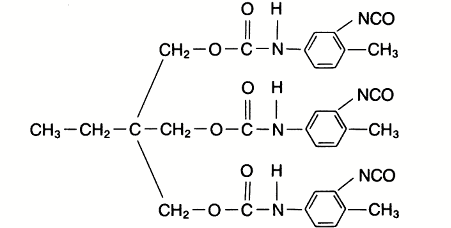 O H NCO
CH₂—O—C—N CH₃
O H NCO
CH₃—CH₂—C—CH₂—O—C—N CH₃
O H NCO
CH₂—O—C—N CH₃